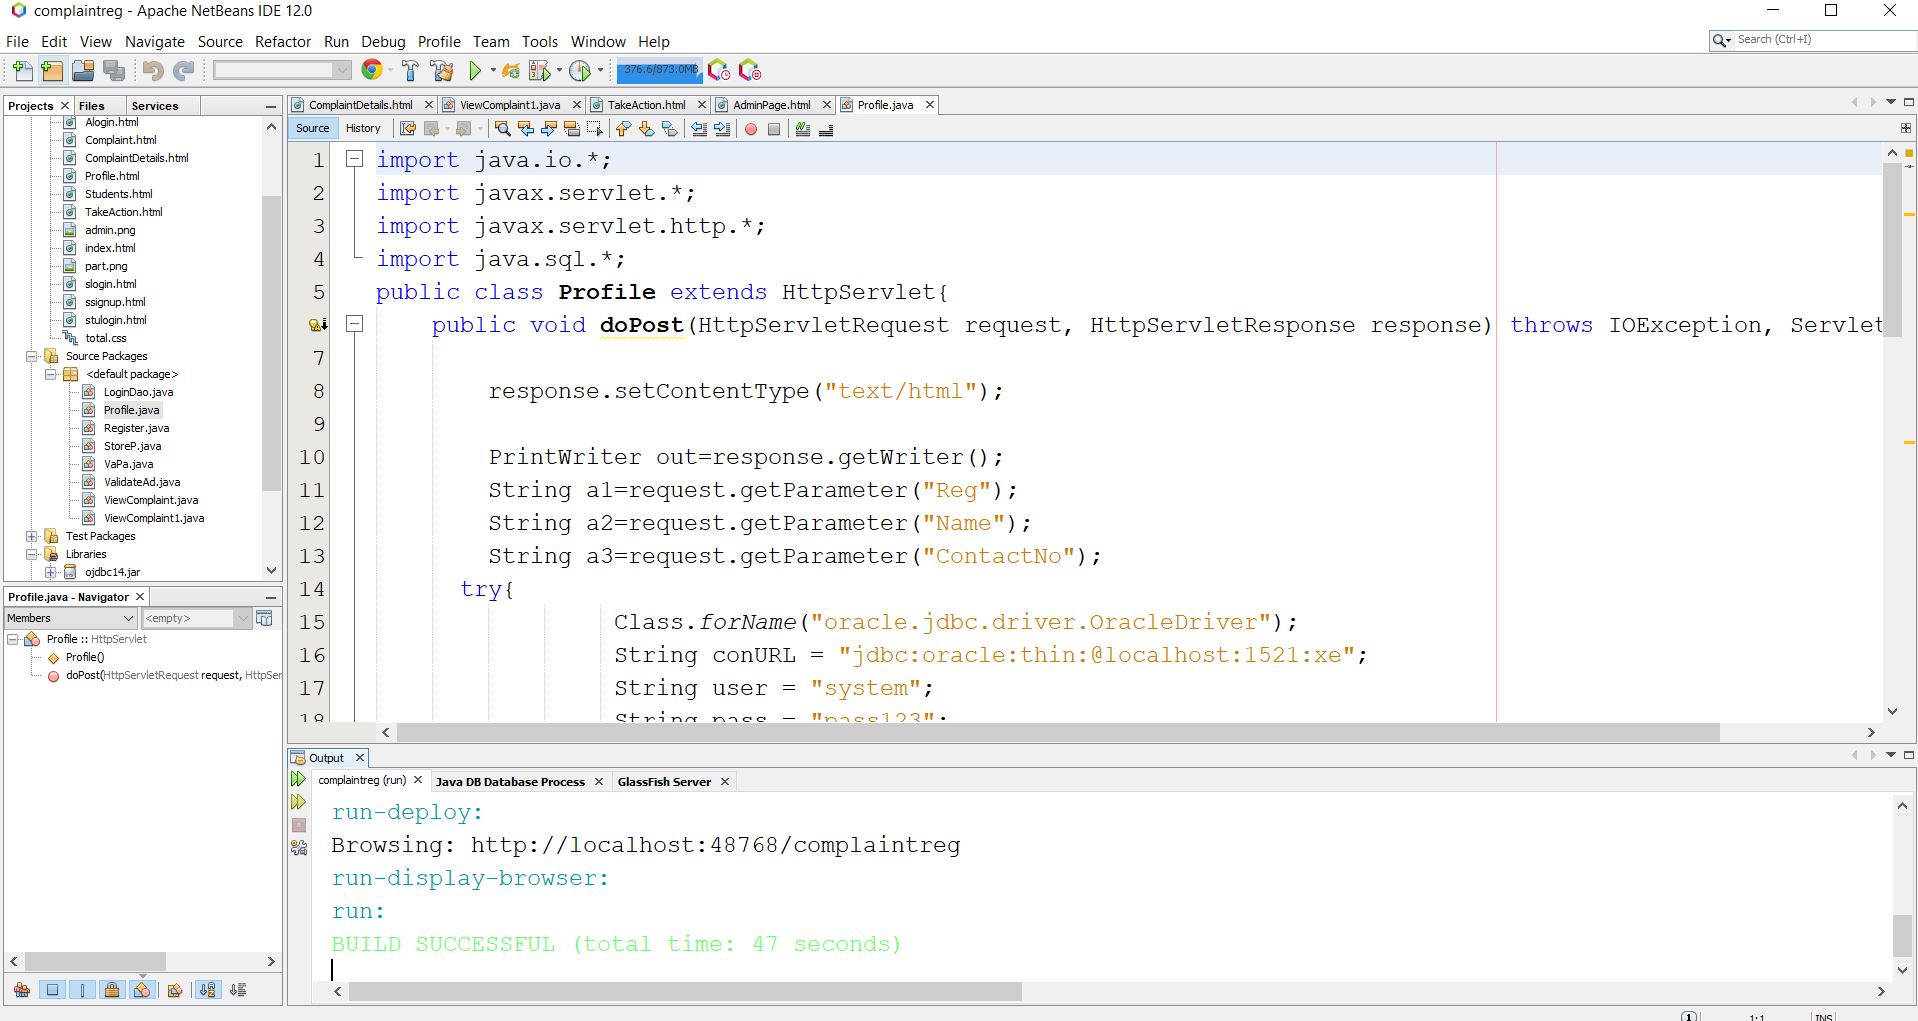 complaintreg - Apache NetBeans IDE 12.0
File Edit View Navigate Source Refactor Run Debug Profile Team Tools Window Help
Search (Ctrl+I)
376.6/873.0MB
Projects Files Services
Alogin.html
Complaint.html
ComplaintDetails.html
Profile.html
Students.html
TakeAction.html
admin.png
index.html
part.png
slogin.html
ssignup.html
stulogin.html
total.css
Source Packages
<default package>
LoginDao.java
Profile.java
Register.java
StoreP.java
VaPa.java
ValidateAd.java
ViewComplaint.java
ViewComplaint1.java
Test Packages
Libraries
ojdbc14.jar
Profile.java - Navigator
Members <empty>
Profile :: HttpServlet
Profile()
doPost(HttpServletRequest request, HttpSer
ComplaintDetails.html ViewComplaint1.java TakeAction.html AdminPage.html Profile.java
Source History
1 import java.io.*;
2 import javax.servlet.*;
3 import javax.servlet.http.*;
4 import java.sql.*;
5 public class Profile extends HttpServlet{
public void doPost(HttpServletRequest request, HttpServletResponse response) throws IOException, Servlet
7
8 response.setContentType("text/html");
9
10 PrintWriter out=response.getWriter();
11 String a1=request.getParameter("Reg");
12 String a2=request.getParameter("Name");
13 String a3=request.getParameter("ContactNo");
14 try{
15 Class.forName("oracle.jdbc.driver.OracleDriver");
16 String conURL = "jdbc:oracle:thin:@localhost:1521:xe";
17 String user = "system";
18 String pass = "pass123";
Output
complaintreg (run) Java DB Database Process GlassFish Server
run-deploy:
Browsing: http://localhost:48768/complaintreg
run-display-browser:
run:
BUILD SUCCESSFUL (total time: 47 seconds)
1:1 INS